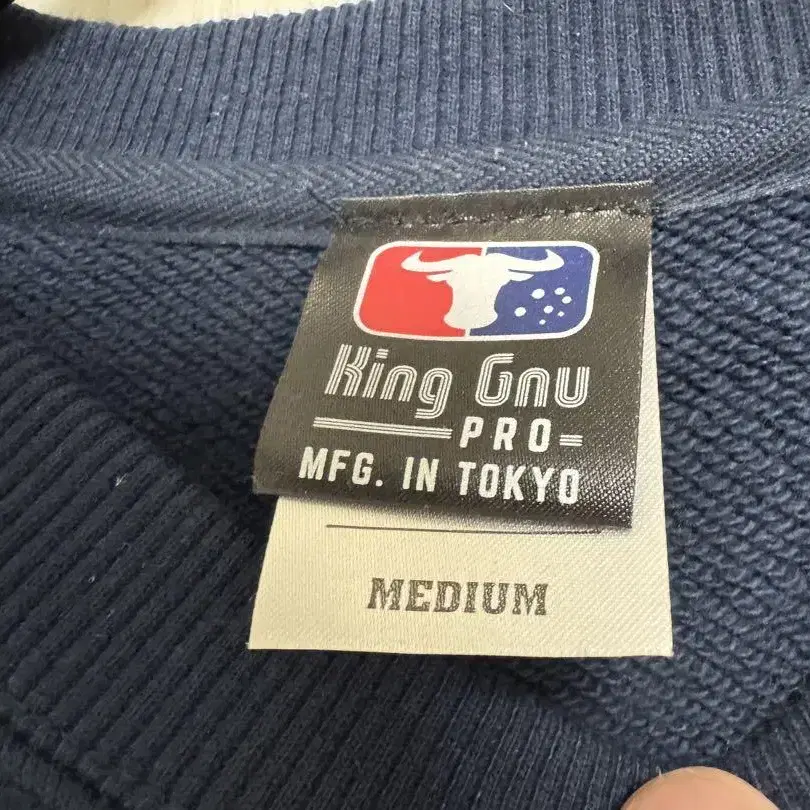 King Gnu
PRO
MFG. IN TOKYO
MEDIUM